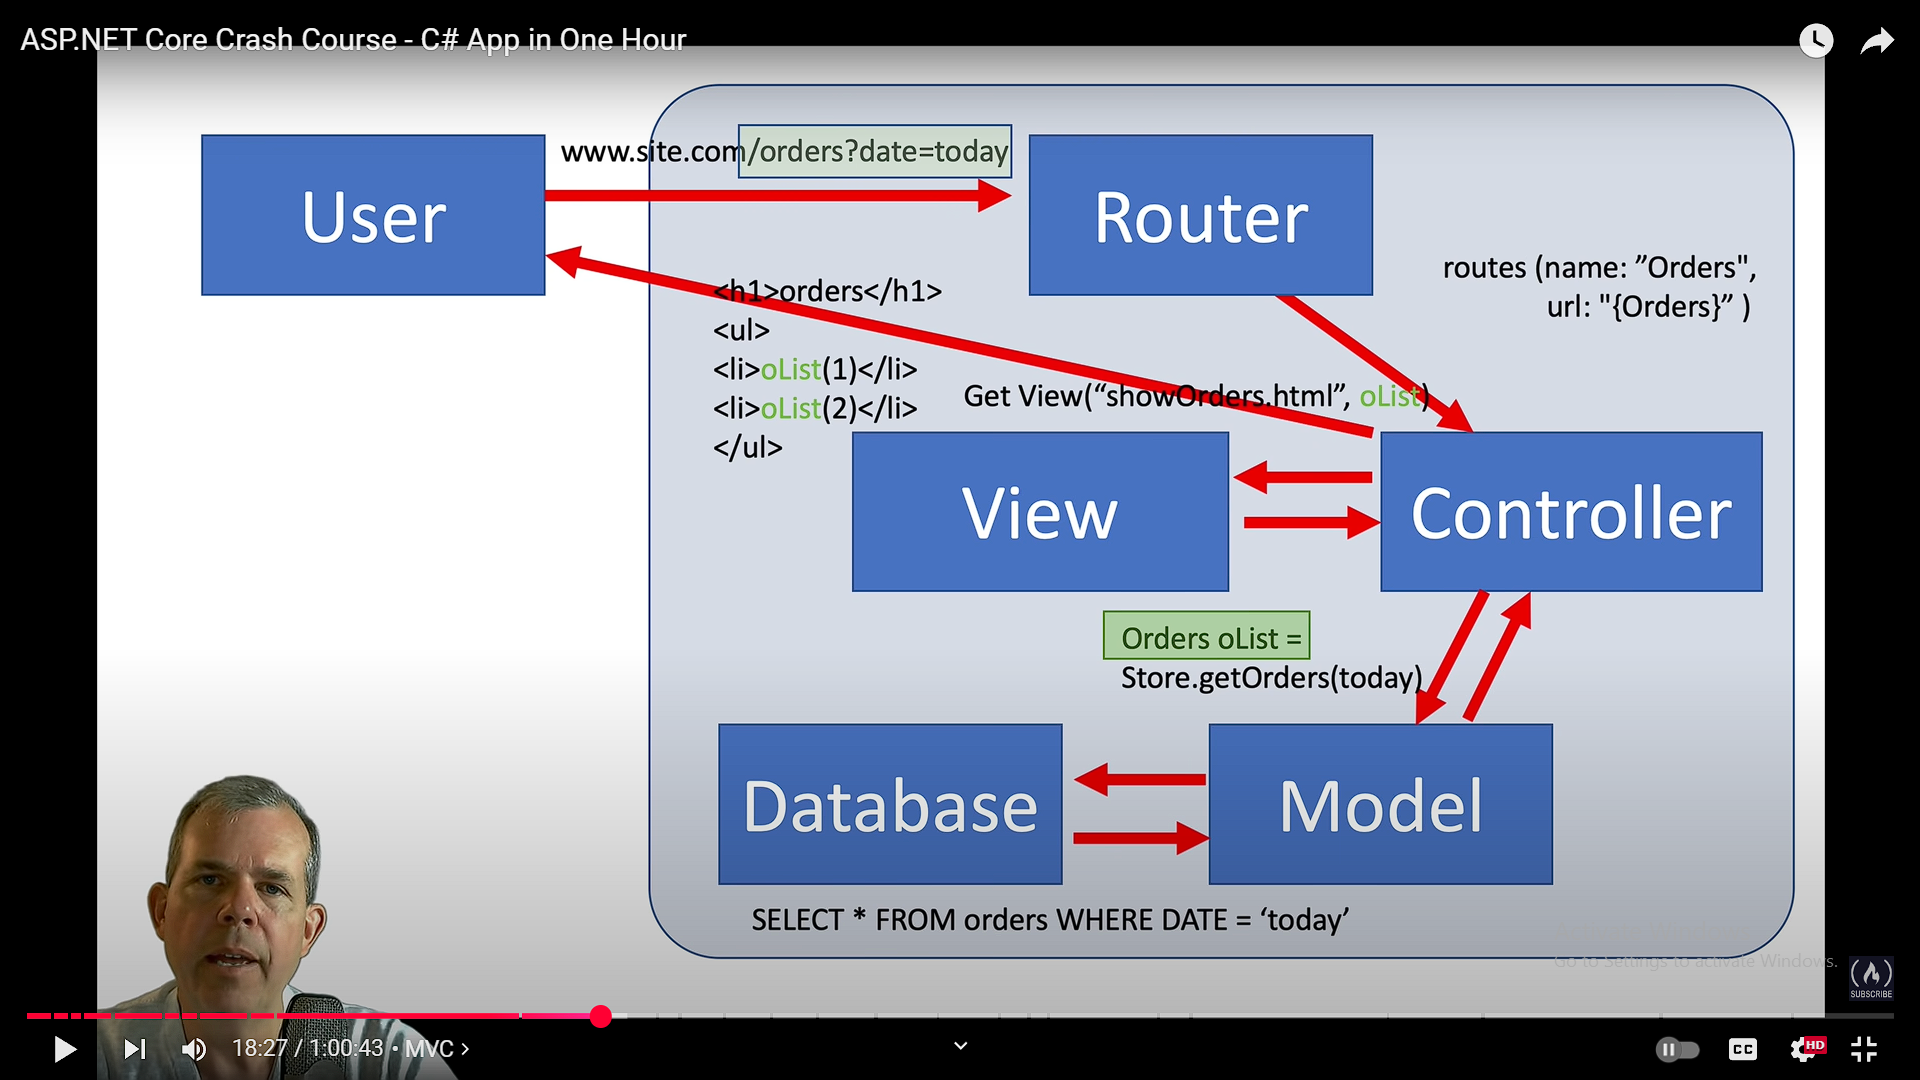 ASP.NET Core Crash Course - C# App in One Hour
www.site.com/orders?date=today
User
Router
routes (name: ”Orders",
url: "{Orders}” )
<h1>orders</h1>
<ul>
<li>oList(1)</li>
<li>oList(2)</li>
</ul>
Get View(“showOrders.html”, oList)
View
Controller
Orders oList =
Store.getOrders(today)
Database
Model
SELECT * FROM orders WHERE DATE = ‘today’
Go to Settings to activate Windows.
SUBSCRIBE
18:27 / 1:00:43 • MVC >
CC
HD